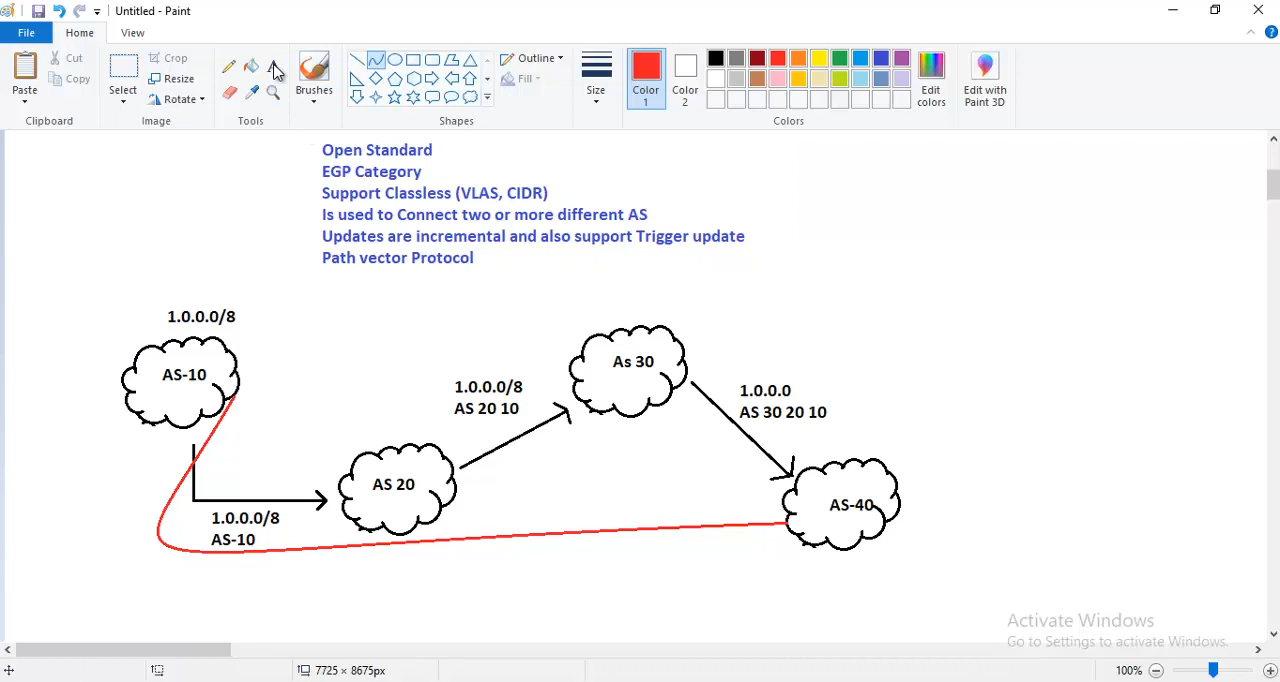 Untitled - Paint
File
Home
View
Paste
Cut
Copy
Clipboard
Select
Crop
Resize
Rotate
Image
Tools
Brushes
Shapes
Outline
Fill
Size
Color
1
Color
2
Edit
colors
Colors
Edit with
Paint 3D
Open Standard
EGP Category
Support Classless (VLAS, CIDR)
Is used to Connect two or more different AS
Updates are incremental and also support Trigger update
Path vector Protocol
1.0.0.0/8
AS-10
1.0.0.0/8
AS-10
AS 20
1.0.0.0/8
AS 20 10
As 30
1.0.0.0
AS 30 20 10
AS-40
Activate Windows
Go to Settings to activate Windows.
7725 × 8675px
100%